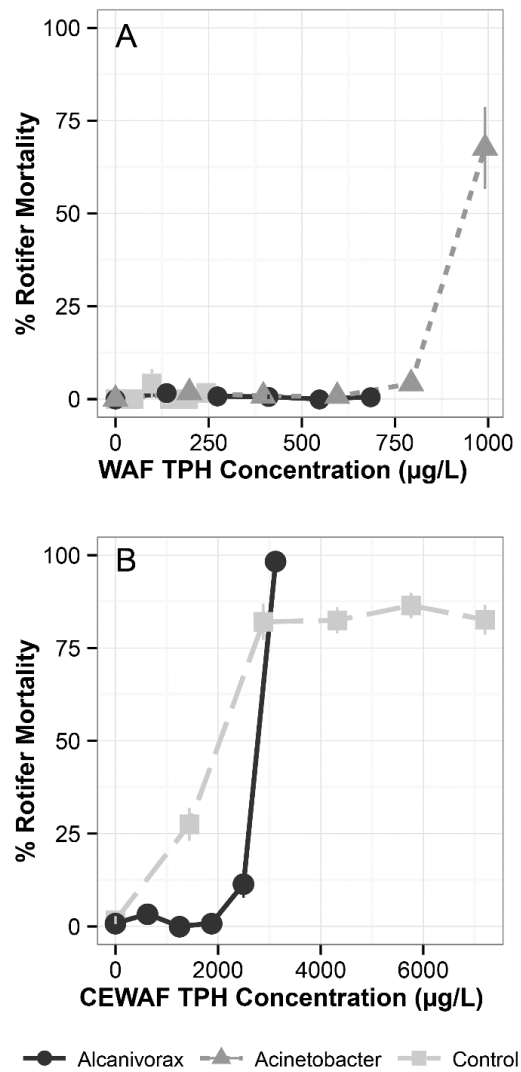 A
100
75
50
25
0
% Rotifer Mortality
0 250 500 750 1000
WAF TPH Concentration (µg/L)
B
100
75
50
25
0
% Rotifer Mortality
0 2000 4000 6000
CEWAF TPH Concentration (µg/L)
Alcanivorax Acinetobacter Control